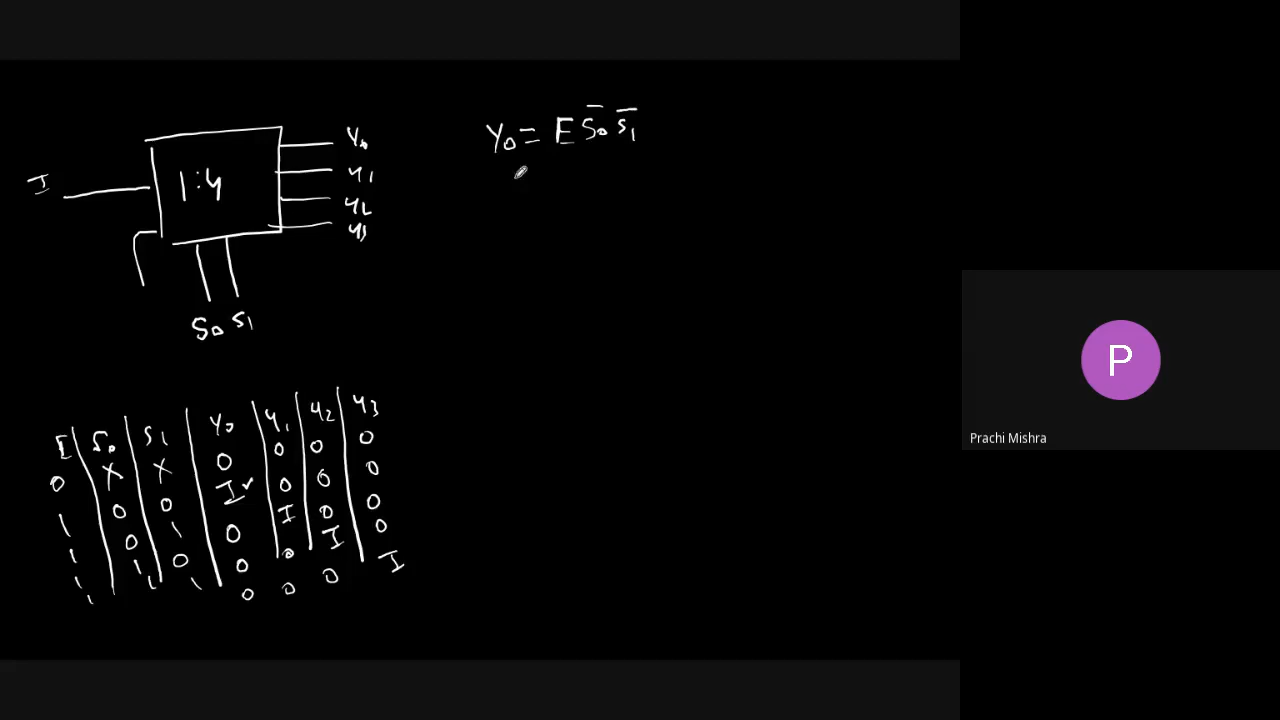 Y0 = E S̅0 S̅1
I
1:4
Y0
Y1
Y2
Y3
S0 S1
E S0 S1 Y0 Y1 Y2 Y3
0 X X 0 0 0 0
1 0 0 I ✓ 0 0 0
1 0 1 0 I 0 0
1 1 0 0 0 I 0
1 1 1 0 0 0 I
P
Prachi Mishra